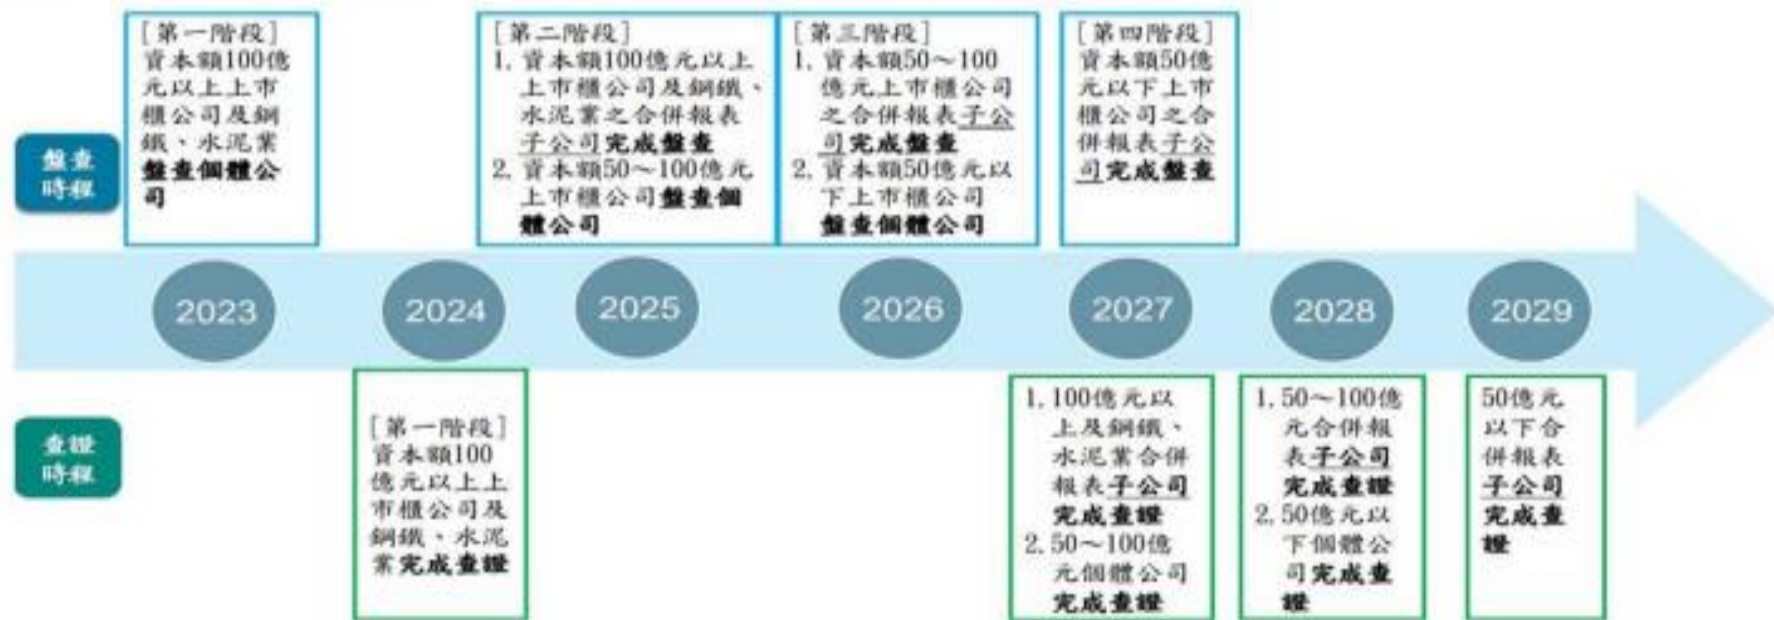 [第一階段]
資本額100億
元以上上市
櫃公司及鋼
鐵、水泥業
盤查個體公
司
[第二階段]
1. 資本額100億元以上
上市櫃公司及鋼鐵、
水泥業之合併報表
子公司完成盤查
2. 資本額50~100億元
上市櫃公司盤查個
體公司
[第三階段]
1. 資本額50~100
億元上市櫃公司
之合併報表子公
司完成盤查
2. 資本額50億元以
下上市櫃公司
盤查個體公司
[第四階段]
資本額50億
元以下上市
櫃公司之合
併報表子公
司完成盤查
盤查
時程
2023
2024
2025
2026
2027
2028
2029
查證
時程
[第一階段]
資本額100
億元以上上
市櫃公司及
鋼鐵、水泥
業完成查證
1. 100億元以
上及鋼鐵、
水泥業合併
報表子公司
完成查證
2. 50~100億
元個體公司
完成查證
1. 50~100億
元合併報
表子公司
完成查證
2. 50億元以
下個體公
司完成查
證
50億元
以下合
併報表
子公司
完成查
證